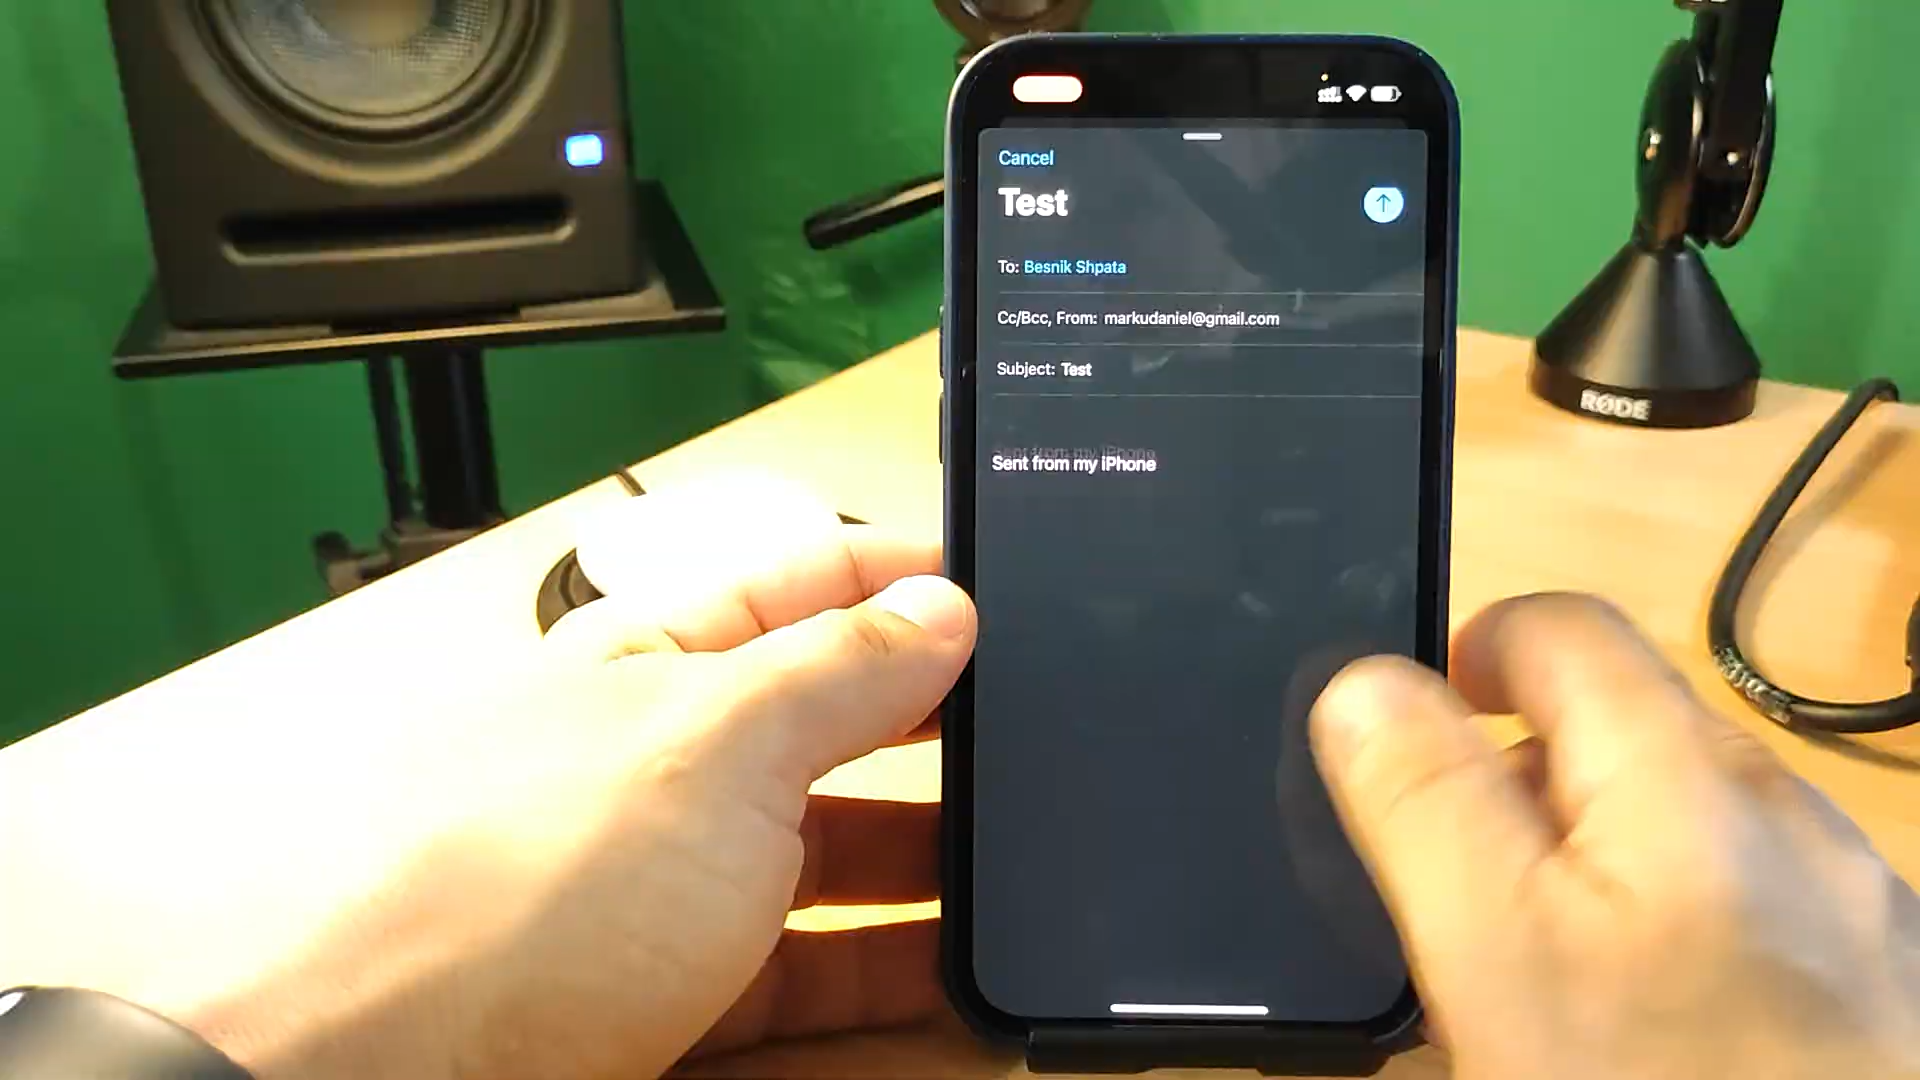 Cancel
Test
To: Besnik Shpata
Cc/Bcc, From: markudaniel@gmail.com
Subject: Test
Sent from my iPhone
RØDE